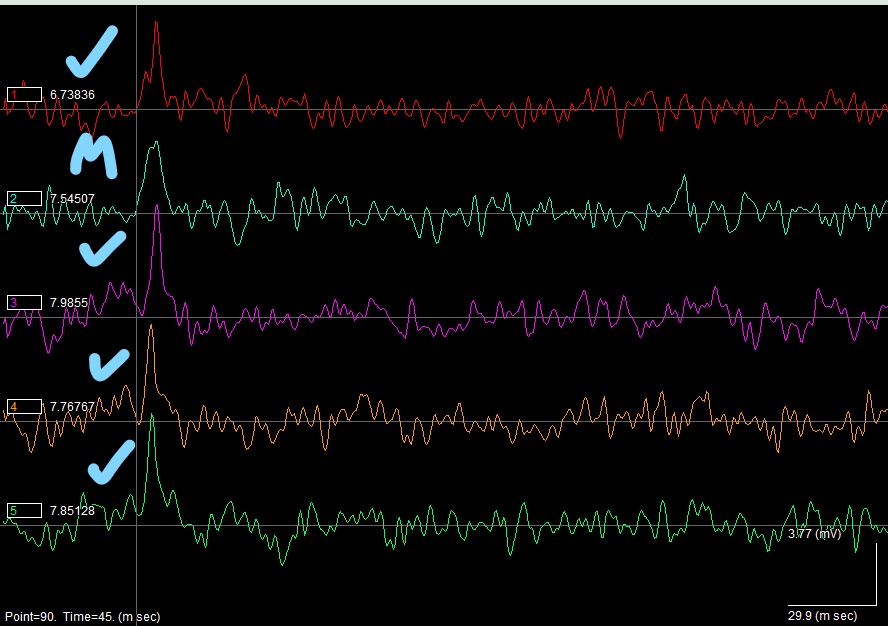 1 6.73836
M
2 7.54507
3 7.9855
4 7.76767
5 7.85128
3.77 (mV)
29.9 (m sec)
Point=90. Time=45. (m sec)